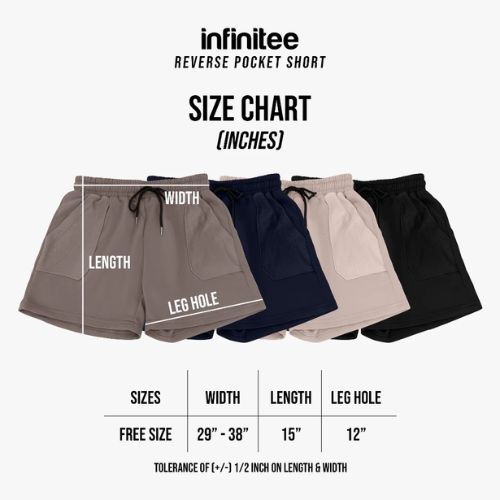 infinitee
REVERSE POCKET SHORT
SIZE CHART
(INCHES)
WIDTH
LENGTH
LEG HOLE
SIZES WIDTH LENGTH LEG HOLE
FREE SIZE 29” - 38” 15” 12”
TOLERANCE OF (+/-) 1/2 INCH ON LENGTH & WIDTH